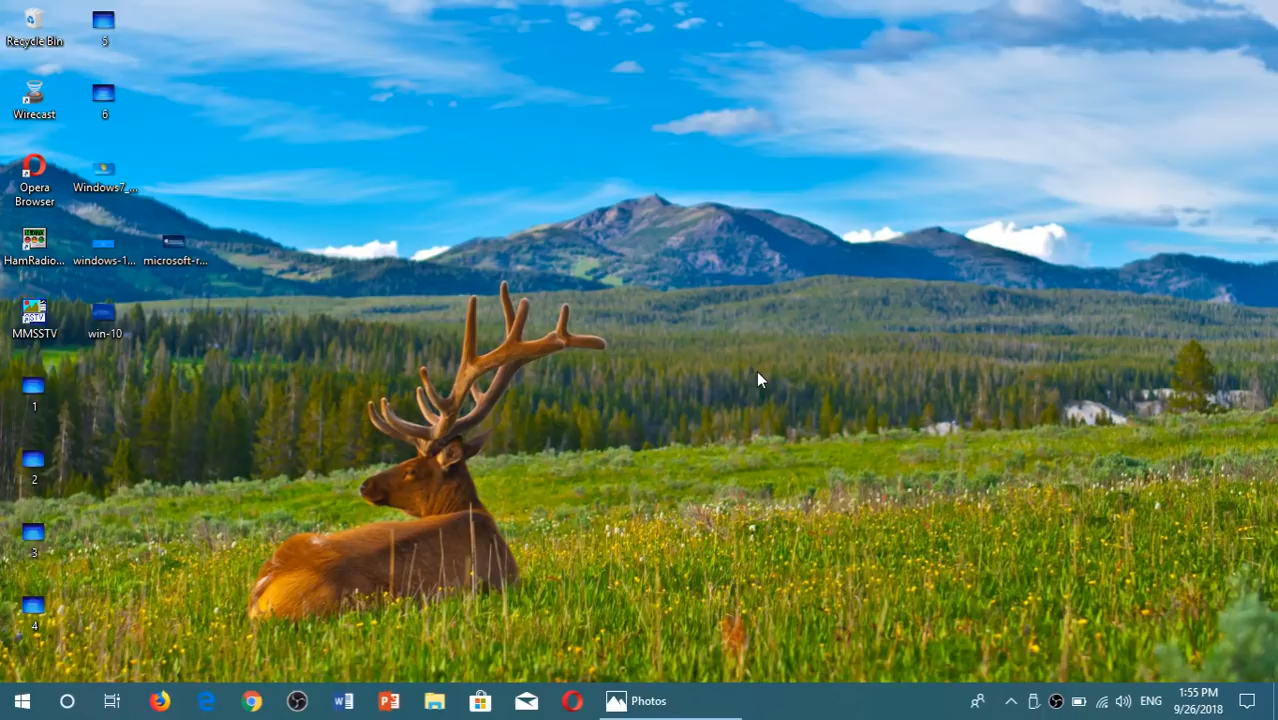 Recycle Bin
5
Wirecast
6
Opera
Browser
Windows7_...
HamRadio...
windows-1...
microsoft-r...
MMSSTV
win-10
1
2
3
4
Photos
ENG
1:55 PM
9/26/2018